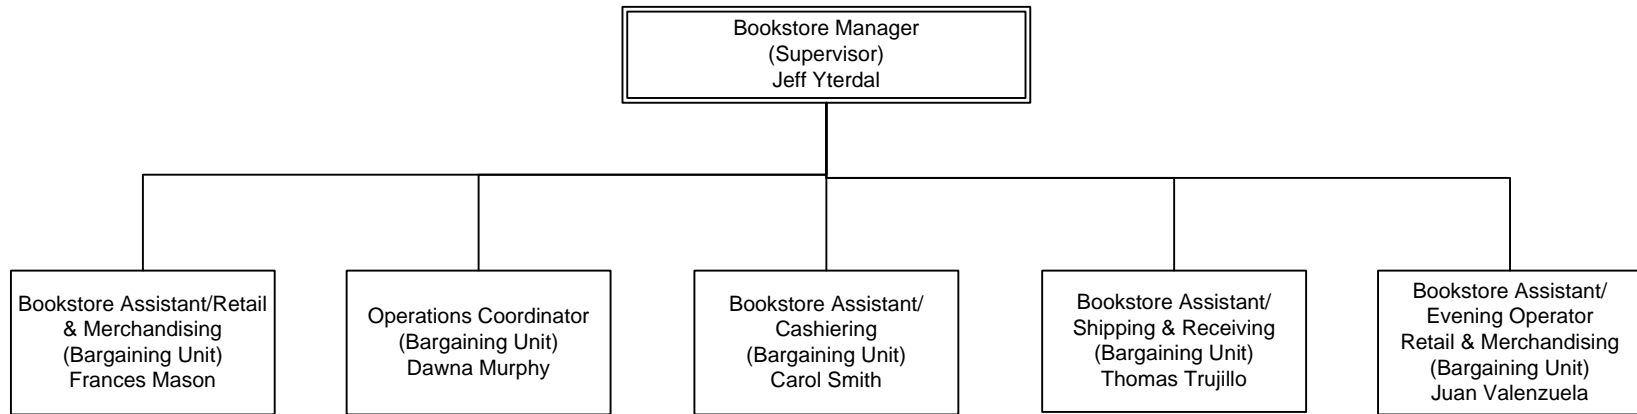 Bookstore Manager
(Supervisor)
Jeff Yterdal
Bookstore Assistant/Retail
& Merchandising
(Bargaining Unit)
Frances Mason
Operations Coordinator
(Bargaining Unit)
Dawna Murphy
Bookstore Assistant/
Cashiering
(Bargaining Unit)
Carol Smith
Bookstore Assistant/
Shipping & Receiving
(Bargaining Unit)
Thomas Trujillo
Bookstore Assistant/
Evening Operator
Retail & Merchandising
(Bargaining Unit)
Juan Valenzuela